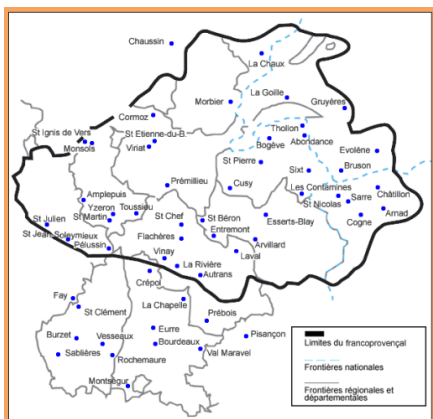 Chaussin
La Chaux
La Goille
Morbier
Gruyères
Cormoz
St Ignis de Vers
St Etienne-du-B.
Monsols
Viriat
Thollon
Abondance
Bogève
Evolène
St Pierre
Sixt
Bruson
Prémillieu
Cusy
Les Contamines
Châtillon
Amplepuis
St Nicolas
Sarre
Yzeron
Toussieu
Arnad
St Martin
St Julien
St Chef
St Béron
Esserts-Blay
Cogne
St Jean Soleymieux
Flachères
Entremont
Arvillard
Pélussin
Vinay
Laval
La Rivière
Crépol
Autrans
Fay
La Chapelle
St Clément
Prébois
Burzet
Eurre
Pisançon
Vesseaux
Bourdeaux
Sablières
Rochemaure
Val Maravel
Montségur
Limites du francoprovençal
Frontières nationales
Frontières régionales et
départementales